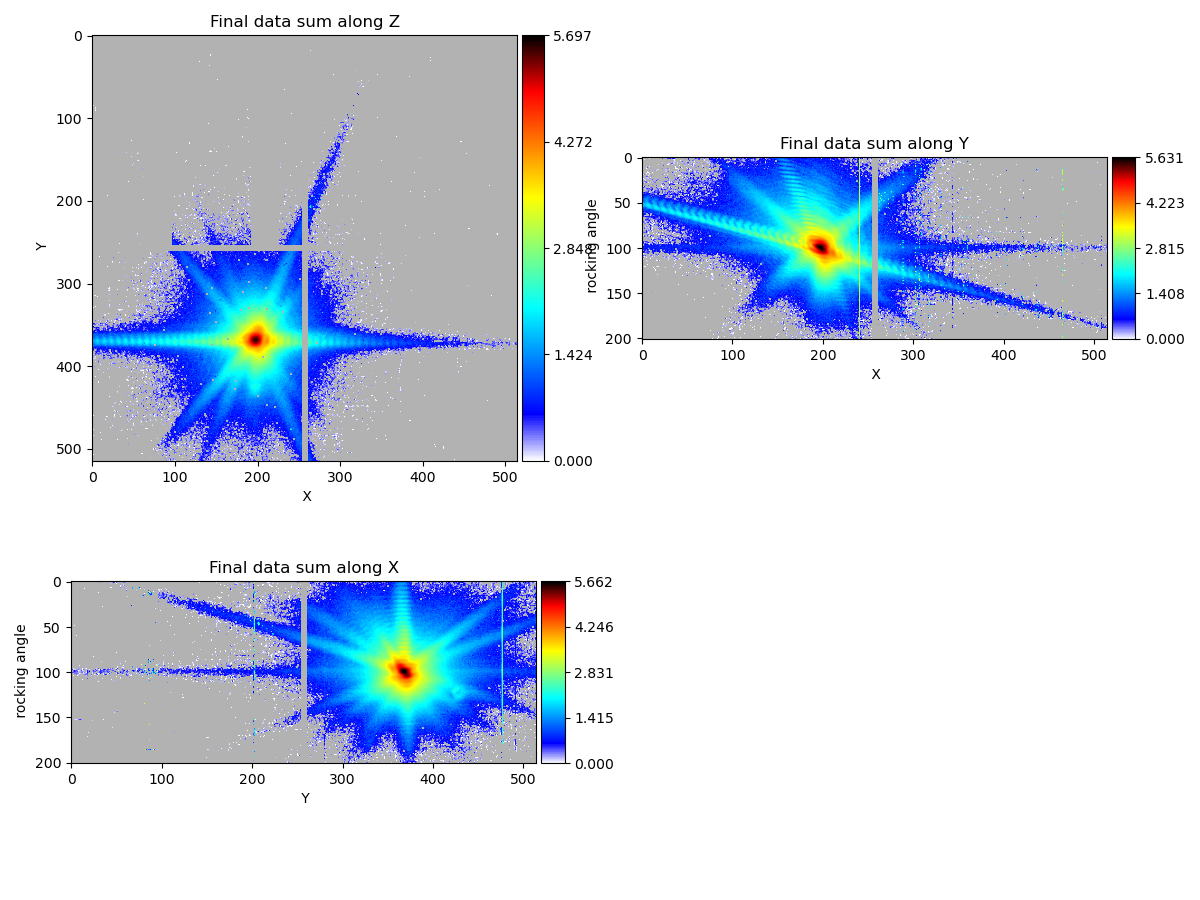 Final data sum along Z
0
100
200
300
400
500
Y
0 100 200 300 400 500
X
5.697
4.272
2.848
1.424
0.000
Final data sum along Y
0
50
100
150
200
rocking angle
0 100 200 300 400 500
X
5.631
4.223
2.815
1.408
0.000
Final data sum along X
0
50
100
150
200
rocking angle
0 100 200 300 400 500
Y
5.662
4.246
2.831
1.415
0.000